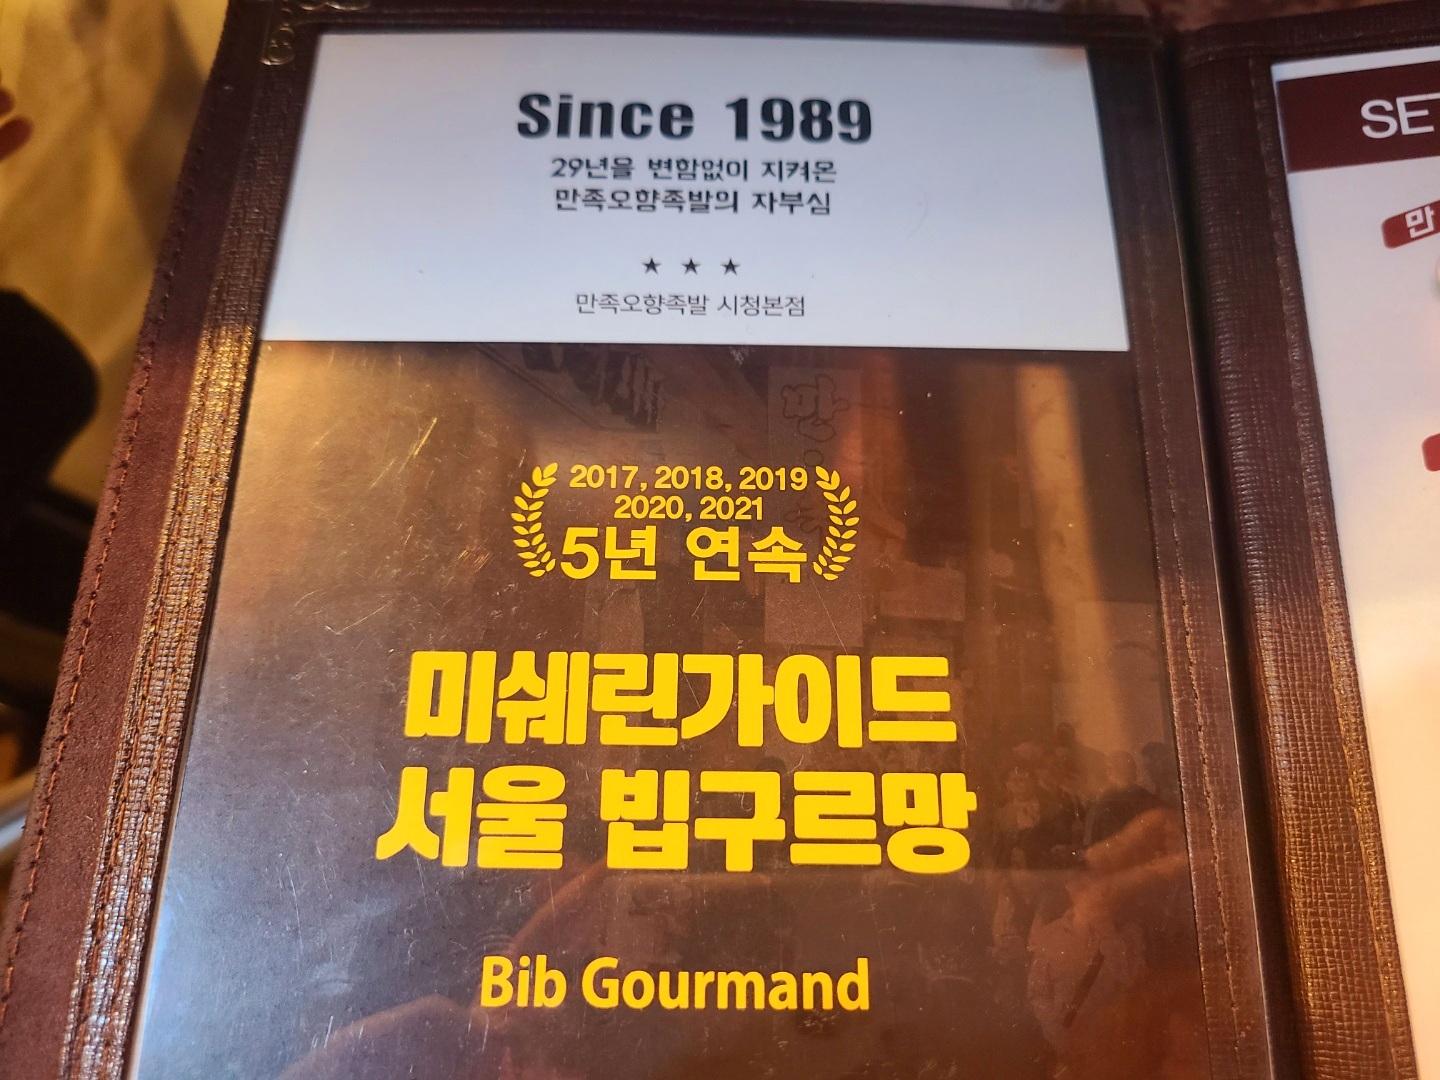 Since 1989
29년을 변함없이 지켜온
만족오향족발의 자부심
★ ★ ★
만족오향족발 시청본점
2017, 2018, 2019
2020, 2021
5년 연속
미쉐린가이드
서울 빕구르망
Bib Gourmand
SET
만